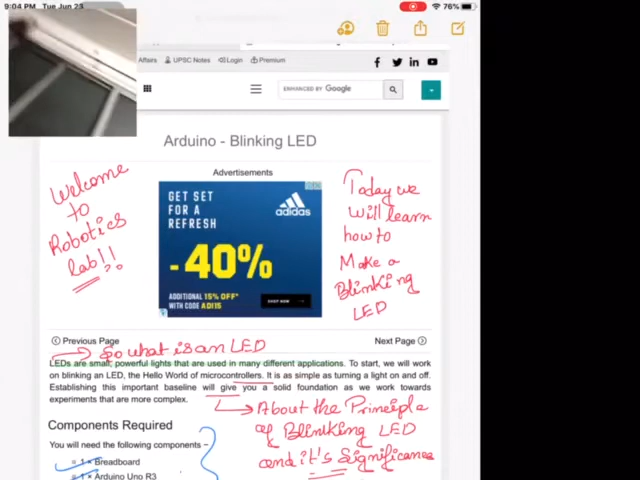 9:04 PM Tue Jun 23
76%
Affairs UPSC Notes Login Premium
ENHANCED BY Google
Arduino - Blinking LED
Advertisements
Welcome
to
Robotics
lab!!
GET SET
FOR A
REFRESH
adidas
-40%
ADDITIONAL 15% OFF*
WITH CODE ADI15
SHOP NOW
Today we
will learn
how to
Make a
Blinking
LED
Previous Page
Next Page
So what is an LED
LEDs are small, powerful lights that are used in many different applications. To start, we will work
on blinking an LED, the Hello World of microcontrollers. It is as simple as turning a light on and off.
Establishing this important baseline will give you a solid foundation as we work towards
experiments that are more complex.
About the Principle
of Blinking LED
and it's Significance
Components Required
You will need the following components −
1 × Breadboard
1 × Arduino Uno R3